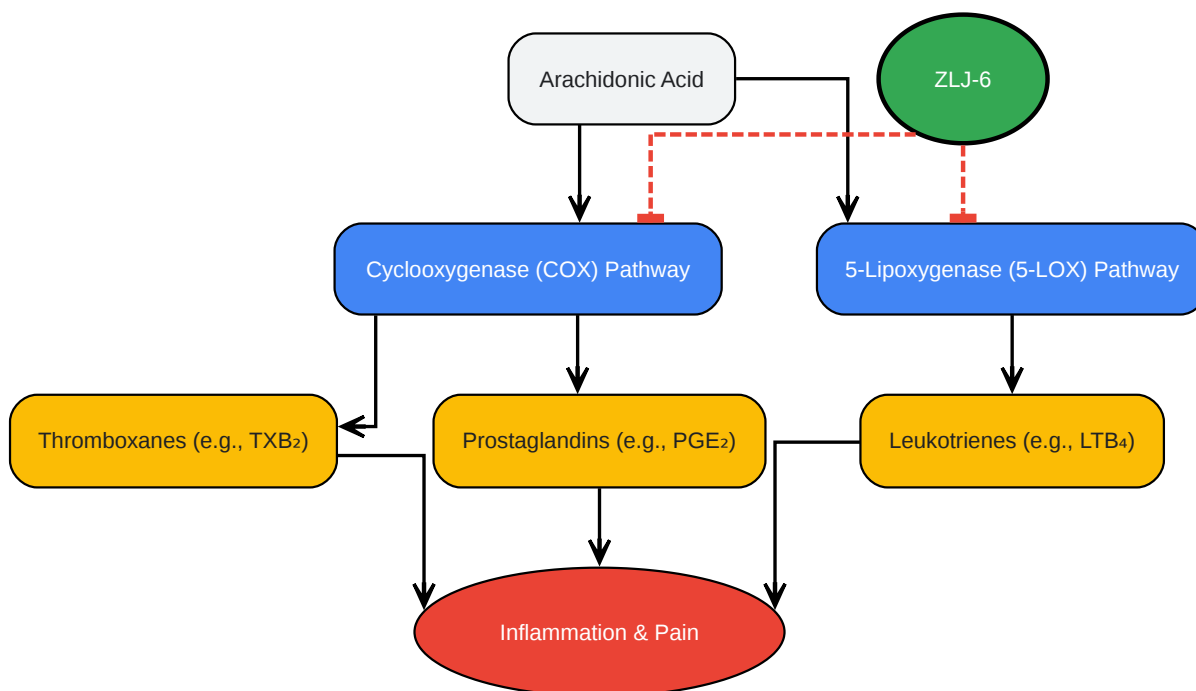 Arachidonic Acid
ZLJ-6
Cyclooxygenase (COX) Pathway
5-Lipoxygenase (5-LOX) Pathway
Thromboxanes (e.g., TXB₂)
Prostaglandins (e.g., PGE₂)
Leukotrienes (e.g., LTB₄)
Inflammation & Pain